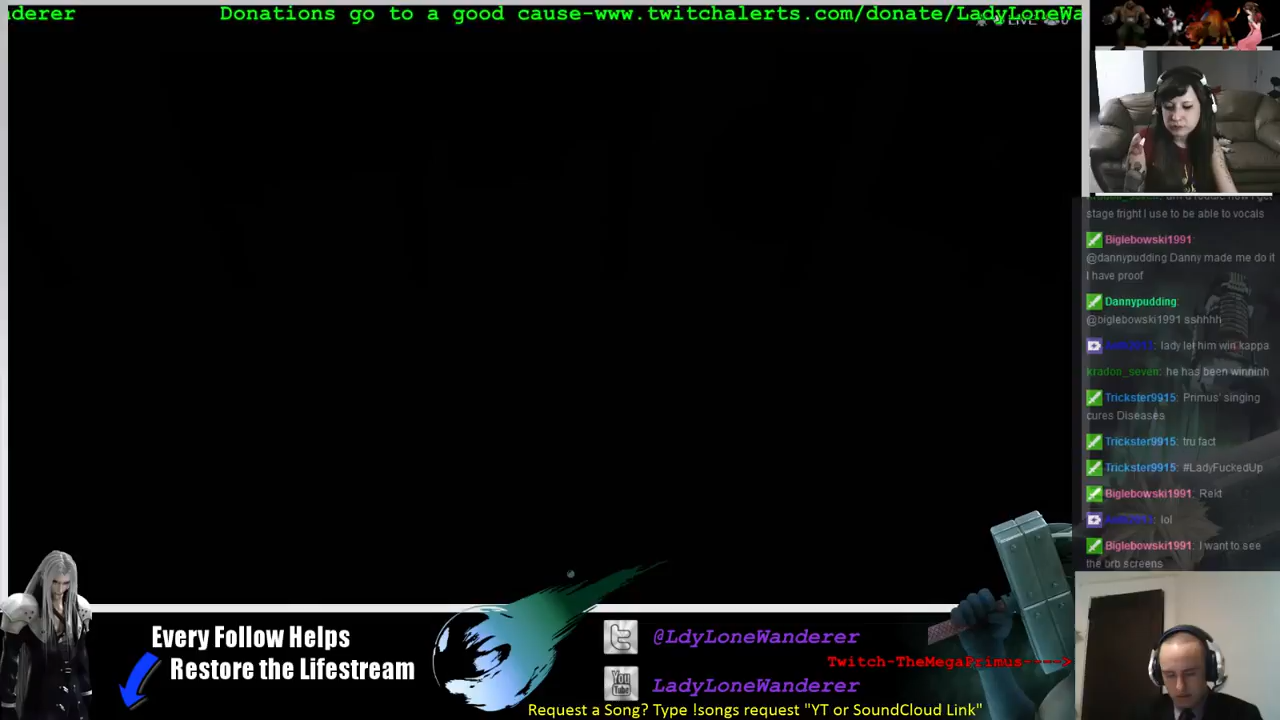 derer Donations go to a good cause-www.twitchalerts.com/donate/LadyLoneWa
LIVE
stage fright I use to be able to vocals
Biglebowski1991:
@dannypudding Danny made me do it
I have proof
Dannypudding:
@biglebowski1991 sshhhh
lady let him win kappa
kradon_seven: he has been winninh
Trickster9915: Primus' singing
cures Diseases
Trickster9915: tru fact
Trickster9915: #LadyFuckedUp
Biglebowski1991: Rekt
lol
Biglebowski1991: I want to see
the orb screens
Every Follow Helps
Restore the Lifestream
@LdyLoneWanderer
Twitch-TheMegaPrimus---->
You Tube
LadyLoneWanderer
Request a Song? Type !songs request "YT or SoundCloud Link"